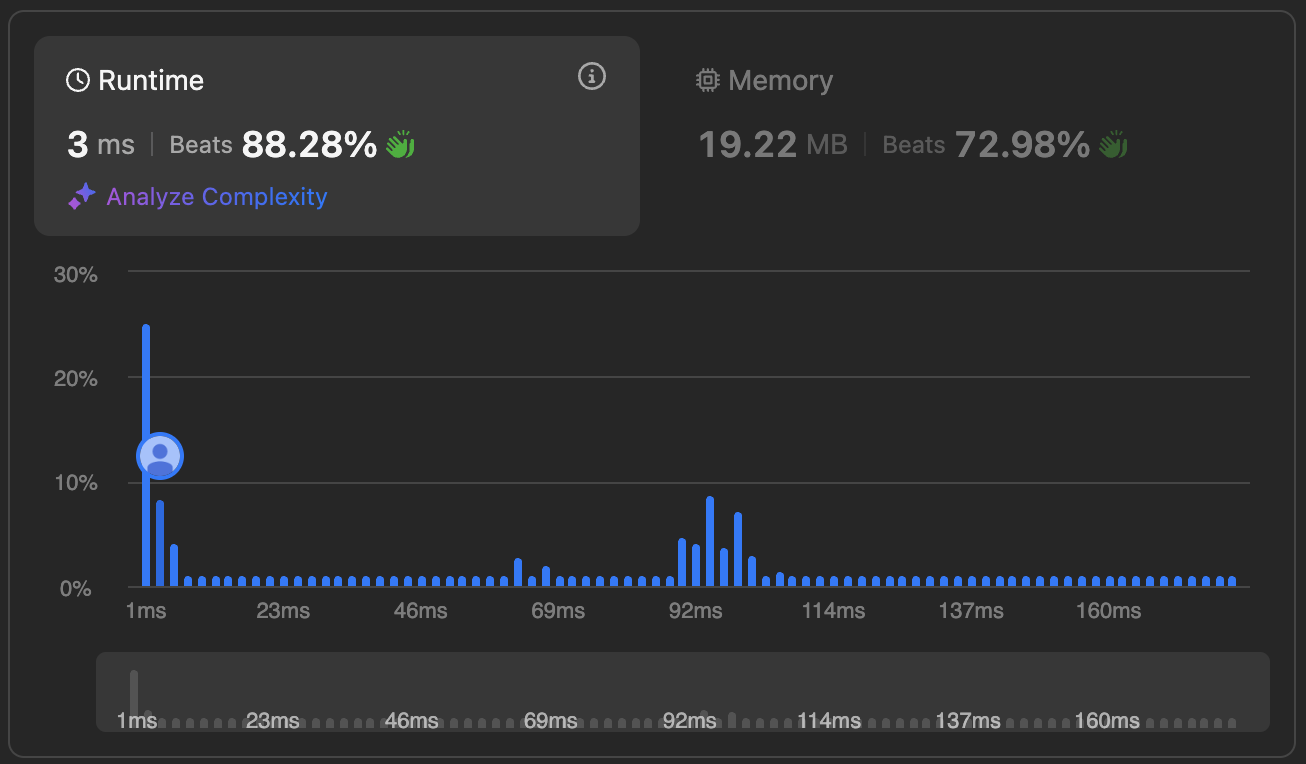 Runtime
3 ms | Beats 88.28%
Analyze Complexity
Memory
19.22 MB | Beats 72.98%
30%
20%
10%
0%
1ms 23ms 46ms 69ms 92ms 114ms 137ms 160ms
1ms 23ms 46ms 69ms 92ms 114ms 137ms 160ms